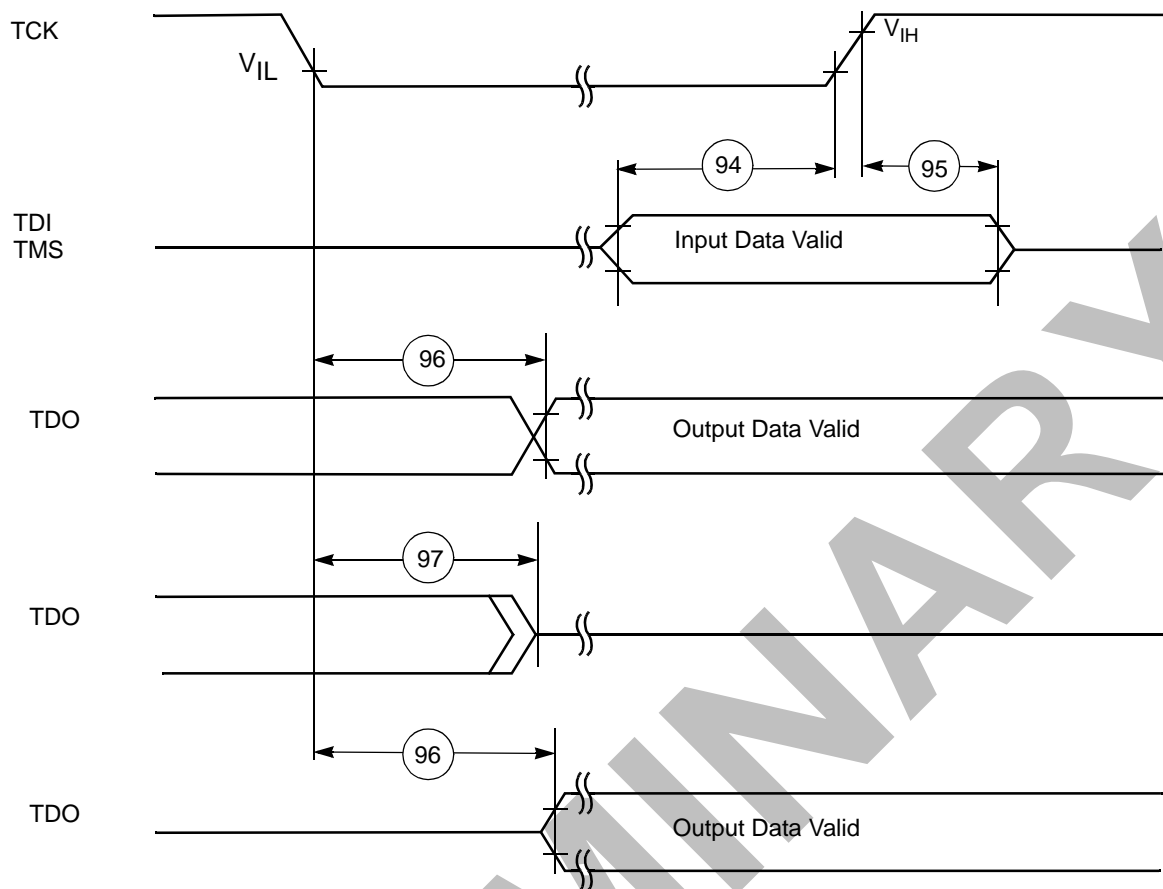 TCK
VIL
VIH
94
95
TDI
TMS
Input Data Valid
96
TDO
Output Data Valid
97
TDO
96
TDO
Output Data Valid
MINARY